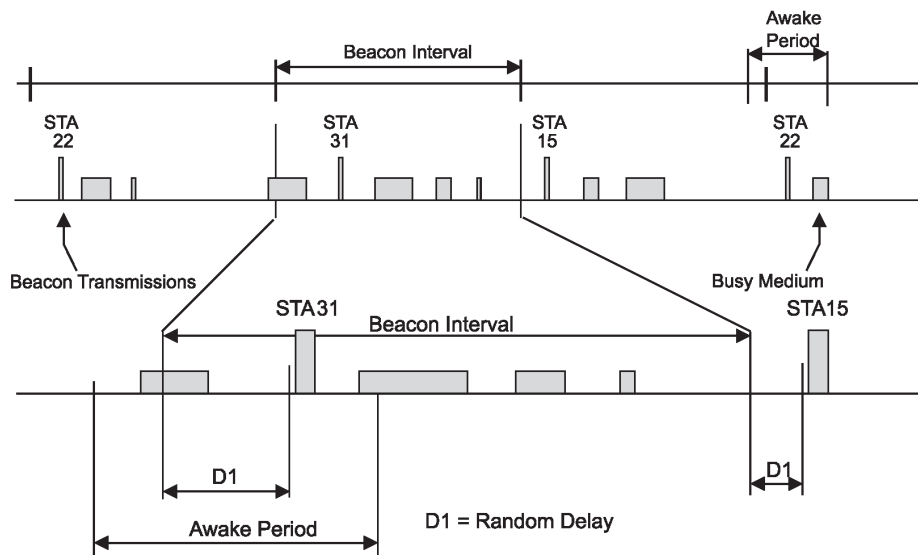 Awake
Period
Beacon Interval
STA
22
STA
31
STA
15
STA
22
Beacon Transmissions
Busy Medium
STA31
STA15
Beacon Interval
D1
D1
Awake Period
D1 = Random Delay